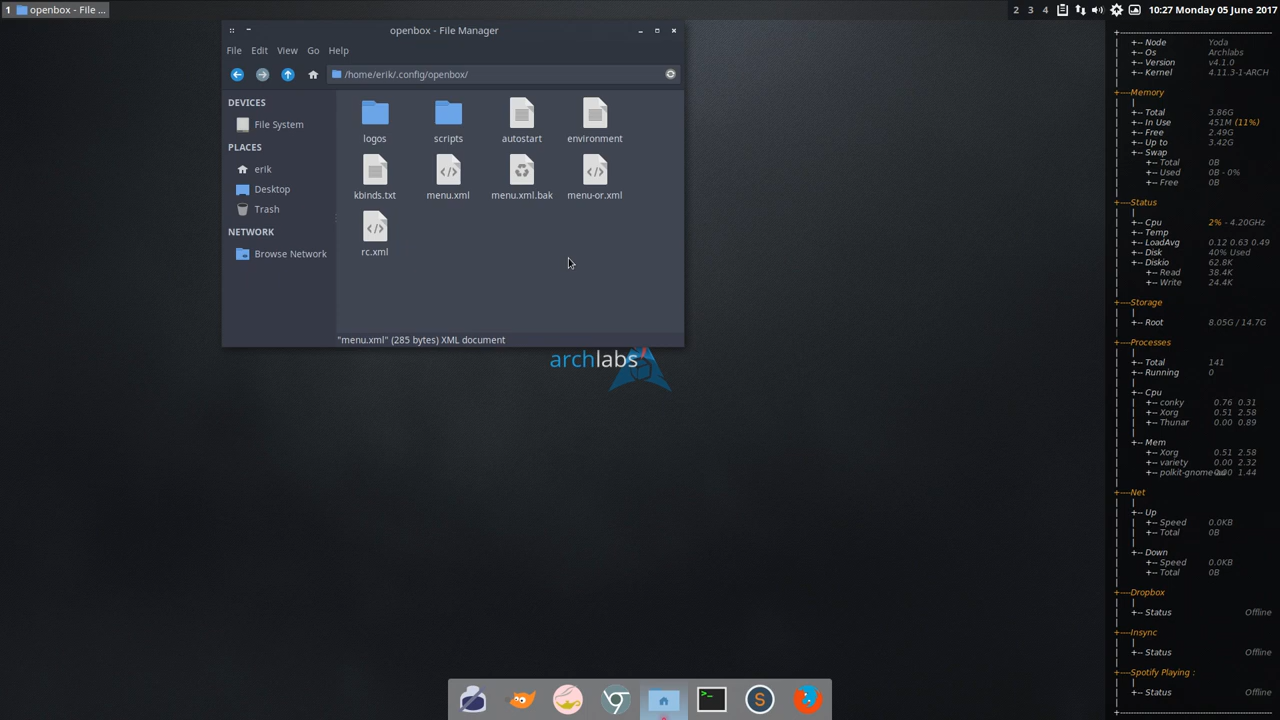 1 openbox - File ...
2 3 4
10:27 Monday 05 June 2017
openbox - File Manager
File Edit View Go Help
/home/erik/.config/openbox/
DEVICES
File System
PLACES
erik
Desktop
Trash
NETWORK
Browse Network
logos scripts autostart environment
kbinds.txt menu.xml menu.xml.bak menu-or.xml
rc.xml
"menu.xml" (285 bytes) XML document
archlabs
Node Yoda
Os Archlabs
Version v4.1.0
Kernel 4.11.3-1-ARCH
Memory
Total 3.86G
In Use 451M (11%)
Free 2.49G
Up to 3.42G
Swap
Total 0B
Used 0B - 0%
Free 0B
Status
Cpu 2% - 4.20GHz
Temp
LoadAvg 0.12 0.63 0.49
Disk 40% Used
Diskio 62.8K
Read 38.4K
Write 24.4K
Storage
Root 8.05G / 14.7G
Processes
Total 141
Running 0
Cpu
conky 0.76 0.31
Xorg 0.51 2.58
Thunar 0.00 0.89
Mem
Xorg 0.51 2.58
variety 0.00 2.32
polkit-gnome 0.00 1.44
Net
Up
Speed 0.0KB
Total 0B
Down
Speed 0.0KB
Total 0B
Dropbox
Status Offline
Insync
Status Offline
Spotify Playing :
Status Offline